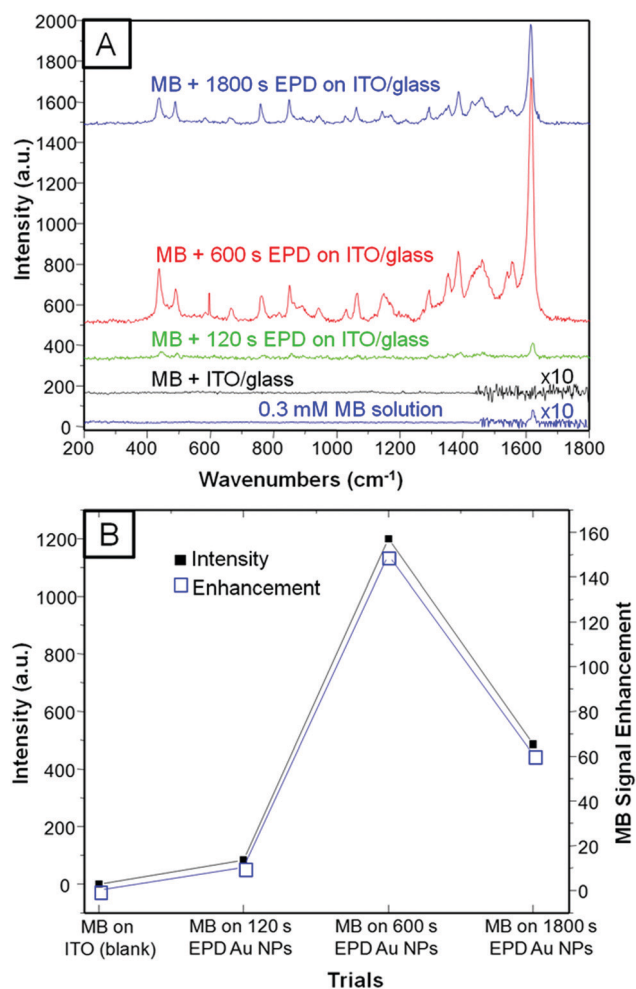 A
Intensity (a.u.)
2000
1800
1600
1400
1200
1000
800
600
400
200
0
MB + 1800 s EPD on ITO/glass
MB + 600 s EPD on ITO/glass
MB + 120 s EPD on ITO/glass
MB + ITO/glass
x10
0.3 mM MB solution
x10
200 400 600 800 1000 1200 1400 1600 1800
Wavenumbers (cm⁻¹)
B
Intensity (a.u.)
1200
1000
800
600
400
200
0
Intensity
Enhancement
160
140
120
100
80
60
40
20
0
MB Signal Enhancement
MB on
ITO (blank)
MB on 120 s
EPD Au NPs
MB on 600 s
EPD Au NPs
MB on 1800 s
EPD Au NPs
Trials